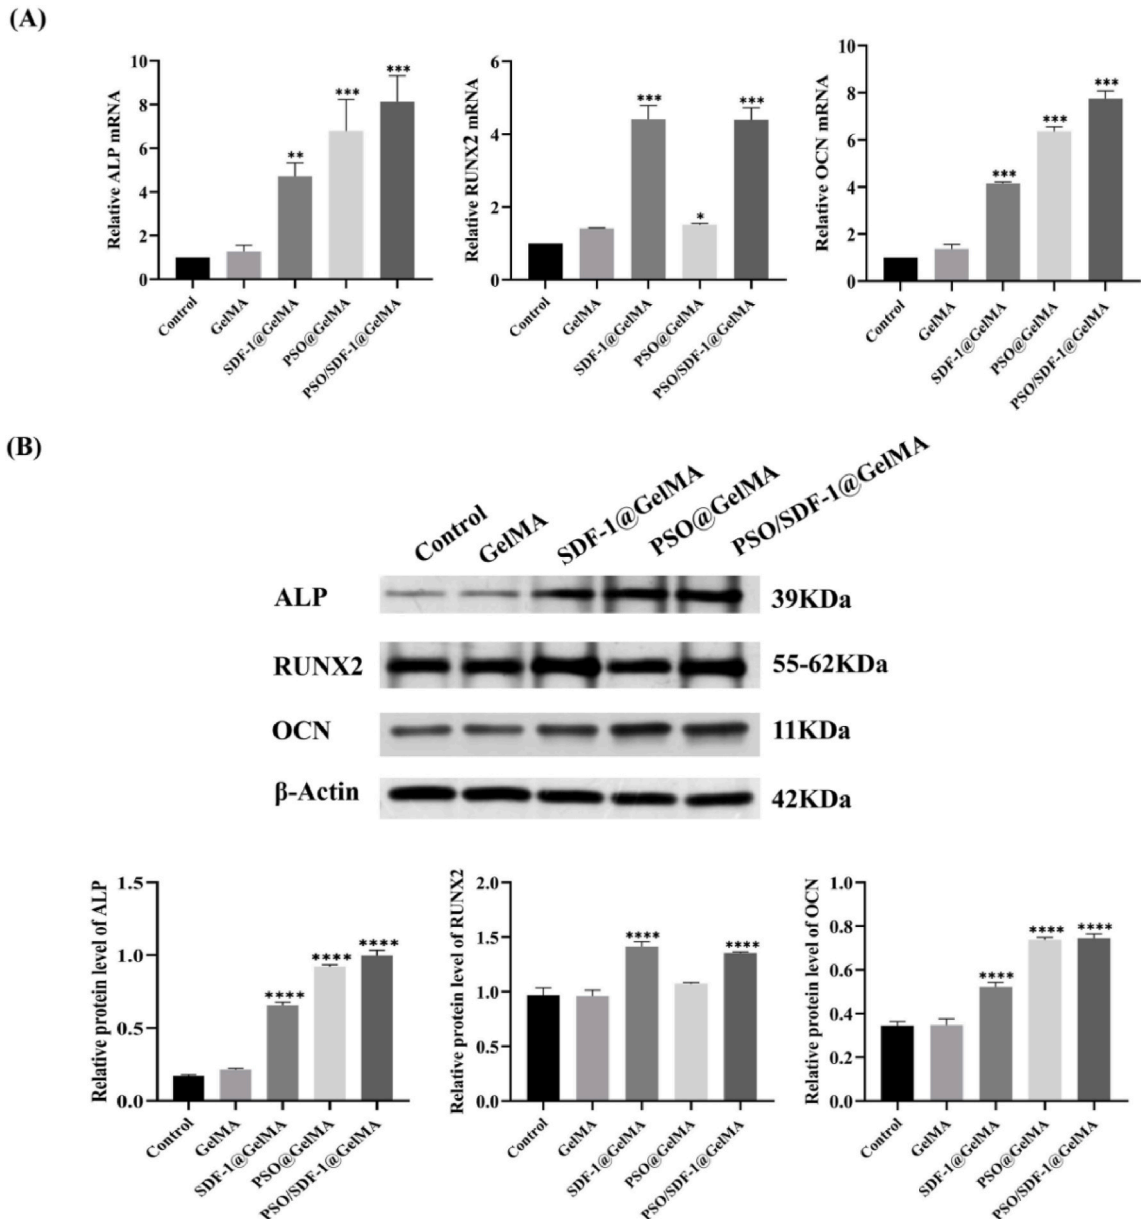 (A)
Relative ALP mRNA
10
8
6
4
2
0
**
***
***
Control
GelMA
SDF-1@GelMA
PSO@GelMA
PSO/SDF-1@GelMA
Relative RUNX2 mRNA
6
4
2
0
***
*
***
Control
GelMA
SDF-1@GelMA
PSO@GelMA
PSO/SDF-1@GelMA
Relative OCN mRNA
10
8
6
4
2
0
***
***
***
Control
GelMA
SDF-1@GelMA
PSO@GelMA
PSO/SDF-1@GelMA
(B)
Control
GelMA
SDF-1@GelMA
PSO@GelMA
PSO/SDF-1@GelMA
ALP 39KDa
RUNX2 55-62KDa
OCN 11KDa
β-Actin 42KDa
Relative protein level of ALP
1.5
1.0
0.5
0.0
****
****
****
Control
GelMA
SDF-1@GelMA
PSO@GelMA
PSO/SDF-1@GelMA
Relative protein level of RUNX2
2.0
1.5
1.0
0.5
0.0
****
****
Control
GelMA
SDF-1@GelMA
PSO@GelMA
PSO/SDF-1@GelMA
Relative protein level of OCN
1.0
0.8
0.6
0.4
0.2
0.0
****
****
****
Control
GelMA
SDF-1@GelMA
PSO@GelMA
PSO/SDF-1@GelMA